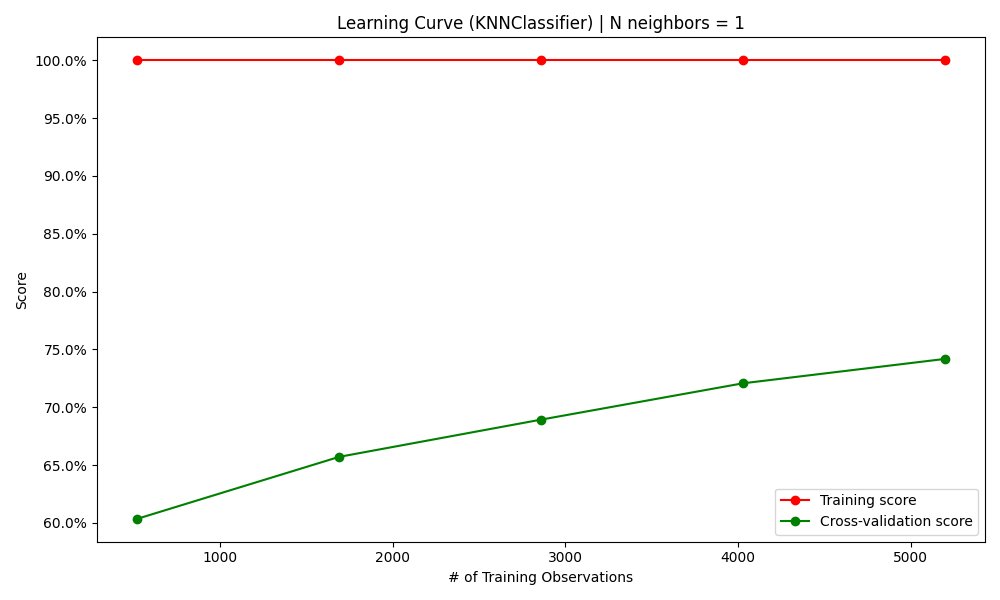 Learning Curve (KNNClassifier) | N neighbors = 1
100.0%
95.0%
90.0%
85.0%
80.0%
75.0%
70.0%
65.0%
60.0%
Score
Training score
Cross-validation score
1000 2000 3000 4000 5000
# of Training Observations